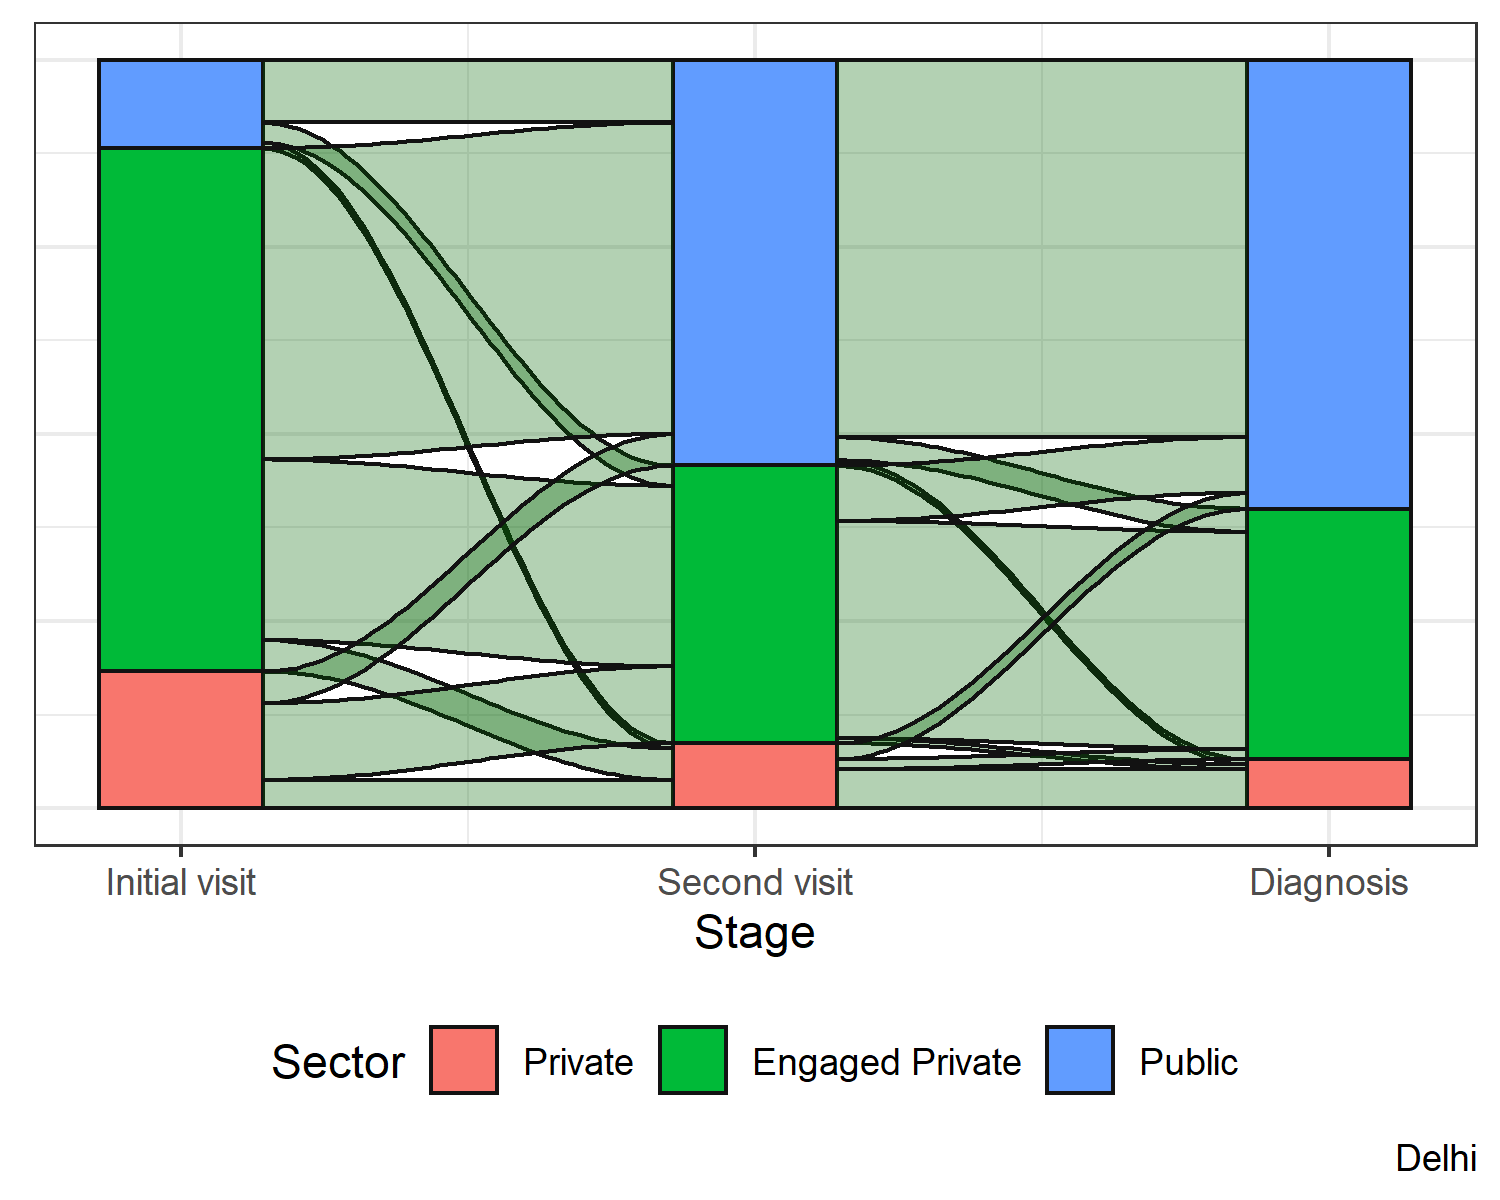 Initial visit Second visit Diagnosis
Stage
Sector Private Engaged Private Public
Delhi